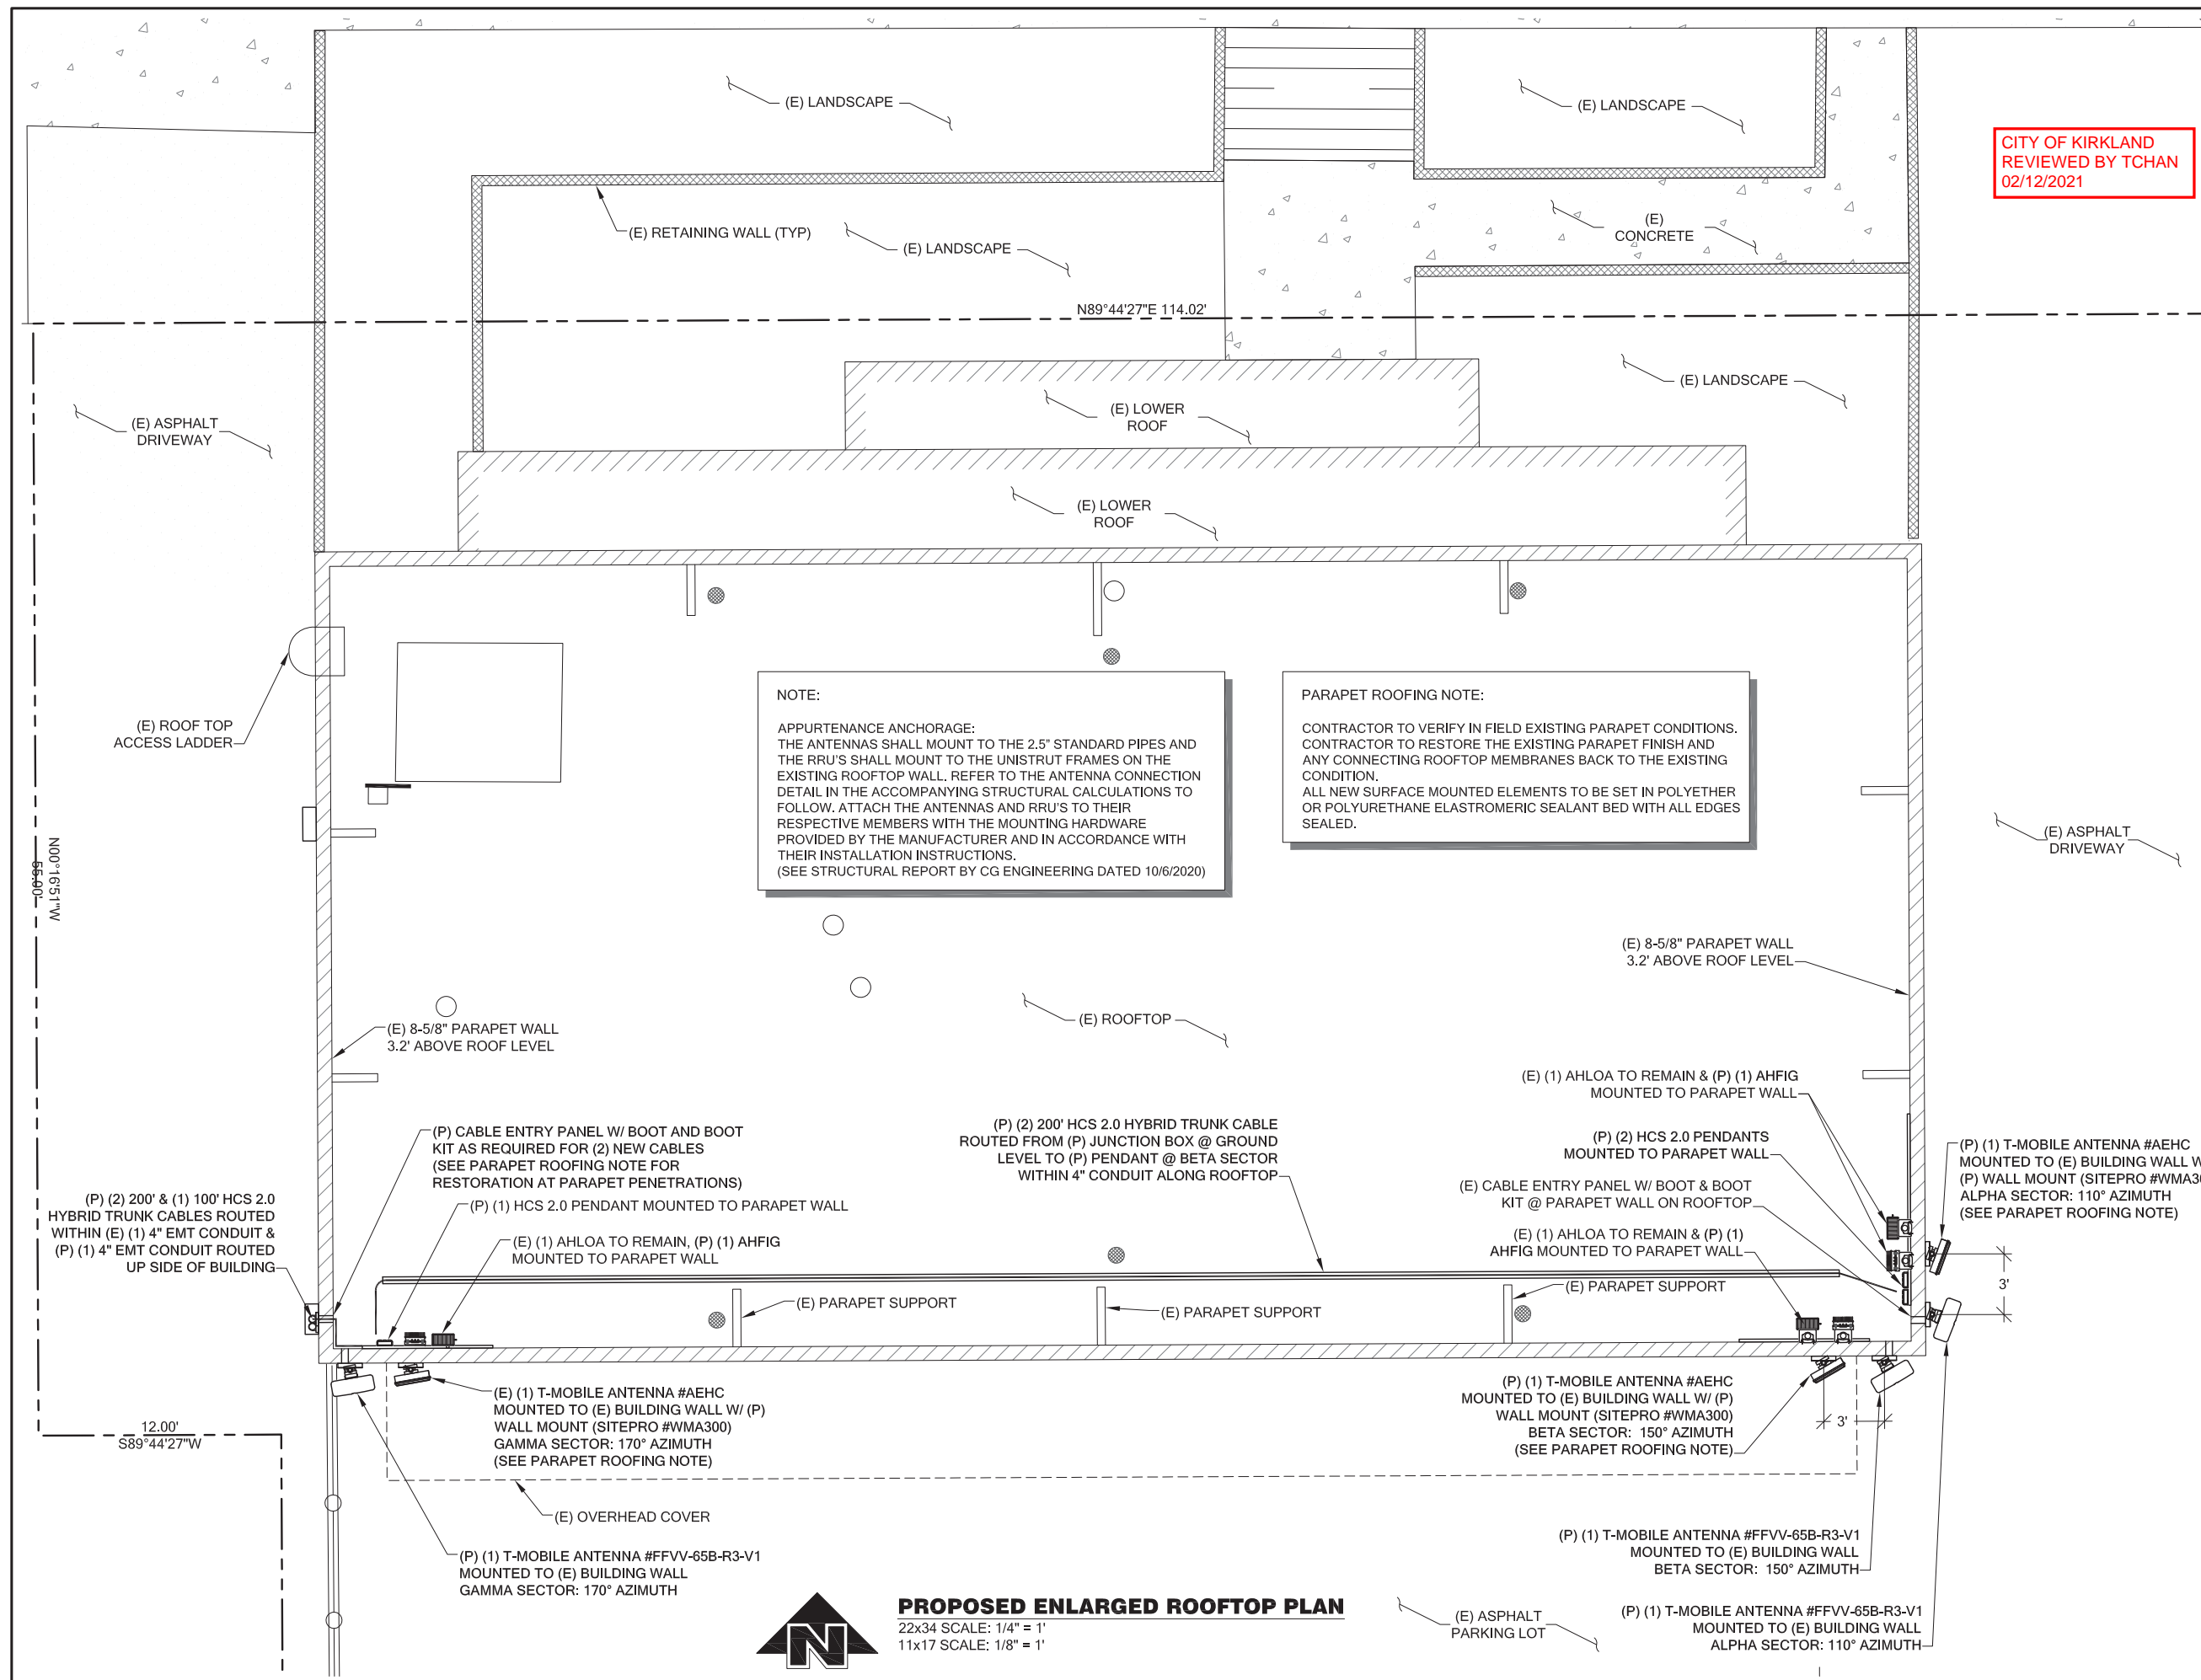 (E) LANDSCAPE
(E) LANDSCAPE
CITY OF KIRKLAND
REVIEWED BY TCHAN
02/12/2021
(E) RETAINING WALL (TYP)
(E) LANDSCAPE
(E)
CONCRETE
N89°44'27"E 114.02'
(E) LANDSCAPE
(E) ASPHALT
DRIVEWAY
(E) LOWER
ROOF
(E) LOWER
ROOF
(E) ROOF TOP
ACCESS LADDER
NOTE:
APPURTENANCE ANCHORAGE:
THE ANTENNAS SHALL MOUNT TO THE 2.5" STANDARD PIPES AND
THE RRU'S SHALL MOUNT TO THE UNISTRUT FRAMES ON THE
EXISTING ROOFTOP WALL. REFER TO THE ANTENNA CONNECTION
DETAIL IN THE ACCOMPANYING STRUCTURAL CALCULATIONS TO
FOLLOW. ATTACH THE ANTENNAS AND RRU'S TO THEIR
RESPECTIVE MEMBERS WITH THE MOUNTING HARDWARE
PROVIDED BY THE MANUFACTURER AND IN ACCORDANCE WITH
THEIR INSTALLATION INSTRUCTIONS.
(SEE STRUCTURAL REPORT BY CG ENGINEERING DATED 10/6/2020)
PARAPET ROOFING NOTE:
CONTRACTOR TO VERIFY IN FIELD EXISTING PARAPET CONDITIONS.
CONTRACTOR TO RESTORE THE EXISTING PARAPET FINISH AND
ANY CONNECTING ROOFTOP MEMBRANES BACK TO THE EXISTING
CONDITION.
ALL NEW SURFACE MOUNTED ELEMENTS TO BE SET IN POLYETHER
OR POLYURETHANE ELASTROMERIC SEALANT BED WITH ALL EDGES
SEALED.
(E) ASPHALT
DRIVEWAY
N00°16'51"W
55.00'
(E) 8-5/8" PARAPET WALL
3.2' ABOVE ROOF LEVEL
(E) 8-5/8" PARAPET WALL
3.2' ABOVE ROOF LEVEL
(E) ROOFTOP
(E) (1) AHLOA TO REMAIN & (P) (1) AHFIG
MOUNTED TO PARAPET WALL
(P) (2) HCS 2.0 PENDANTS
MOUNTED TO PARAPET WALL
(E) CABLE ENTRY PANEL W/ BOOT & BOOT
KIT @ PARAPET WALL ON ROOFTOP
(E) (1) AHLOA TO REMAIN & (P) (1)
AHFIG MOUNTED TO PARAPET WALL
(P) (1) T-MOBILE ANTENNA #AEHC
MOUNTED TO (E) BUILDING WALL W
(P) WALL MOUNT (SITEPRO #WMA30
ALPHA SECTOR: 110° AZIMUTH
(SEE PARAPET ROOFING NOTE)
(P) CABLE ENTRY PANEL W/ BOOT AND BOOT
KIT AS REQUIRED FOR (2) NEW CABLES
(SEE PARAPET ROOFING NOTE FOR
RESTORATION AT PARAPET PENETRATIONS)
(P) (2) 200' HCS 2.0 HYBRID TRUNK CABLE
ROUTED FROM (P) JUNCTION BOX @ GROUND
LEVEL TO (P) PENDANT @ BETA SECTOR
WITHIN 4" CONDUIT ALONG ROOFTOP
(P) (2) 200' & (1) 100' HCS 2.0
HYBRID TRUNK CABLES ROUTED
WITHIN (E) (1) 4" EMT CONDUIT &
(P) (1) 4" EMT CONDUIT ROUTED
UP SIDE OF BUILDING
(P) (1) HCS 2.0 PENDANT MOUNTED TO PARAPET WALL
(E) (1) AHLOA TO REMAIN, (P) (1) AHFIG
MOUNTED TO PARAPET WALL
(E) PARAPET SUPPORT
(E) PARAPET SUPPORT
(E) PARAPET SUPPORT
3'
(E) (1) T-MOBILE ANTENNA #AEHC
MOUNTED TO (E) BUILDING WALL W/ (P)
WALL MOUNT (SITEPRO #WMA300)
GAMMA SECTOR: 170° AZIMUTH
(SEE PARAPET ROOFING NOTE)
(P) (1) T-MOBILE ANTENNA #AEHC
MOUNTED TO (E) BUILDING WALL W/ (P)
WALL MOUNT (SITEPRO #WMA300)
BETA SECTOR: 150° AZIMUTH
(SEE PARAPET ROOFING NOTE)
3'
12.00'
S89°44'27"W
(E) OVERHEAD COVER
(P) (1) T-MOBILE ANTENNA #FFVV-65B-R3-V1
MOUNTED TO (E) BUILDING WALL
GAMMA SECTOR: 170° AZIMUTH
(P) (1) T-MOBILE ANTENNA #FFVV-65B-R3-V1
MOUNTED TO (E) BUILDING WALL
BETA SECTOR: 150° AZIMUTH
(P) (1) T-MOBILE ANTENNA #FFVV-65B-R3-V1
MOUNTED TO (E) BUILDING WALL
ALPHA SECTOR: 110° AZIMUTH
(E) ASPHALT
PARKING LOT
N
PROPOSED ENLARGED ROOFTOP PLAN
22x34 SCALE: 1/4" = 1'
11x17 SCALE: 1/8" = 1'